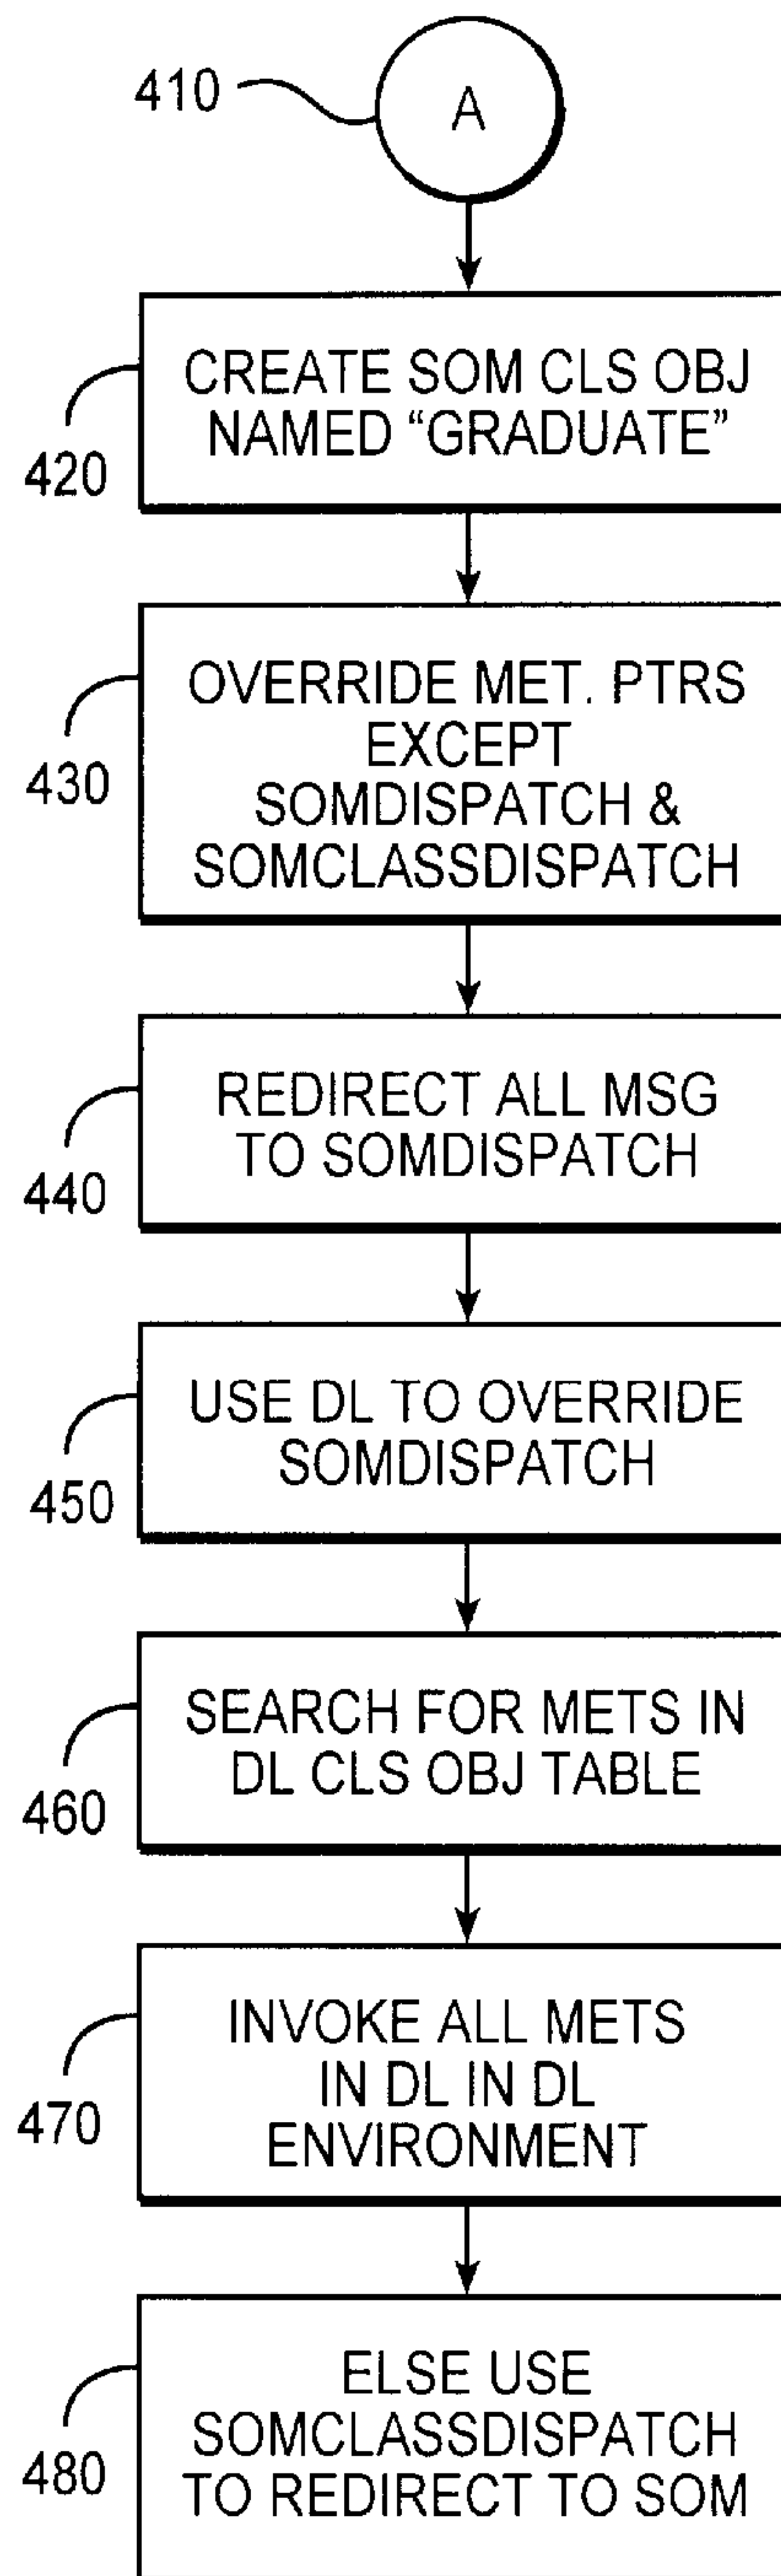 410
A
CREATE SOM CLS OBJ
NAMED “GRADUATE”
420
OVERRIDE MET. PTRS
EXCEPT
SOMDISPATCH &
SOMCLASSDISPATCH
430
REDIRECT ALL MSG
TO SOMDISPATCH
440
USE DL TO OVERRIDE
SOMDISPATCH
450
SEARCH FOR METS IN
DL CLS OBJ TABLE
460
INVOKE ALL METS
IN DL IN DL
ENVIRONMENT
470
ELSE USE
SOMCLASSDISPATCH
TO REDIRECT TO SOM
480